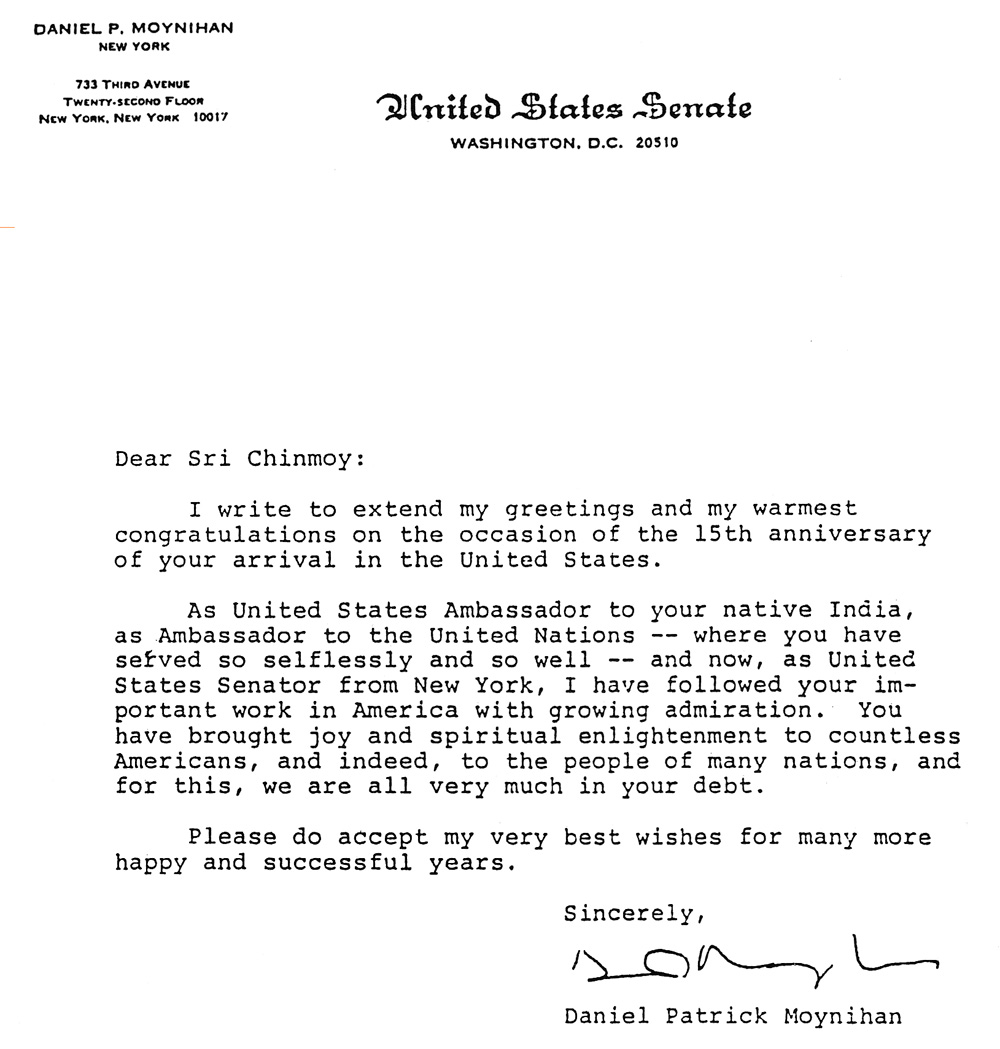 DANIEL P. MOYNIHAN
NEW YORK
733 THIRD AVENUE
TWENTY-SECOND FLOOR
NEW YORK, NEW YORK 10017
United States Senate
WASHINGTON, D.C. 20510
Dear Sri Chinmoy:
I write to extend my greetings and my warmest
congratulations on the occasion of the 15th anniversary
of your arrival in the United States.
As United States Ambassador to your native India,
as Ambassador to the United Nations -- where you have
served so selflessly and so well -- and now, as United
States Senator from New York, I have followed your im-
portant work in America with growing admiration. You
have brought joy and spiritual enlightenment to countless
Americans, and indeed, to the people of many nations, and
for this, we are all very much in your debt.
Please do accept my very best wishes for many more
happy and successful years.
Sincerely,
Daniel Patrick Moynihan